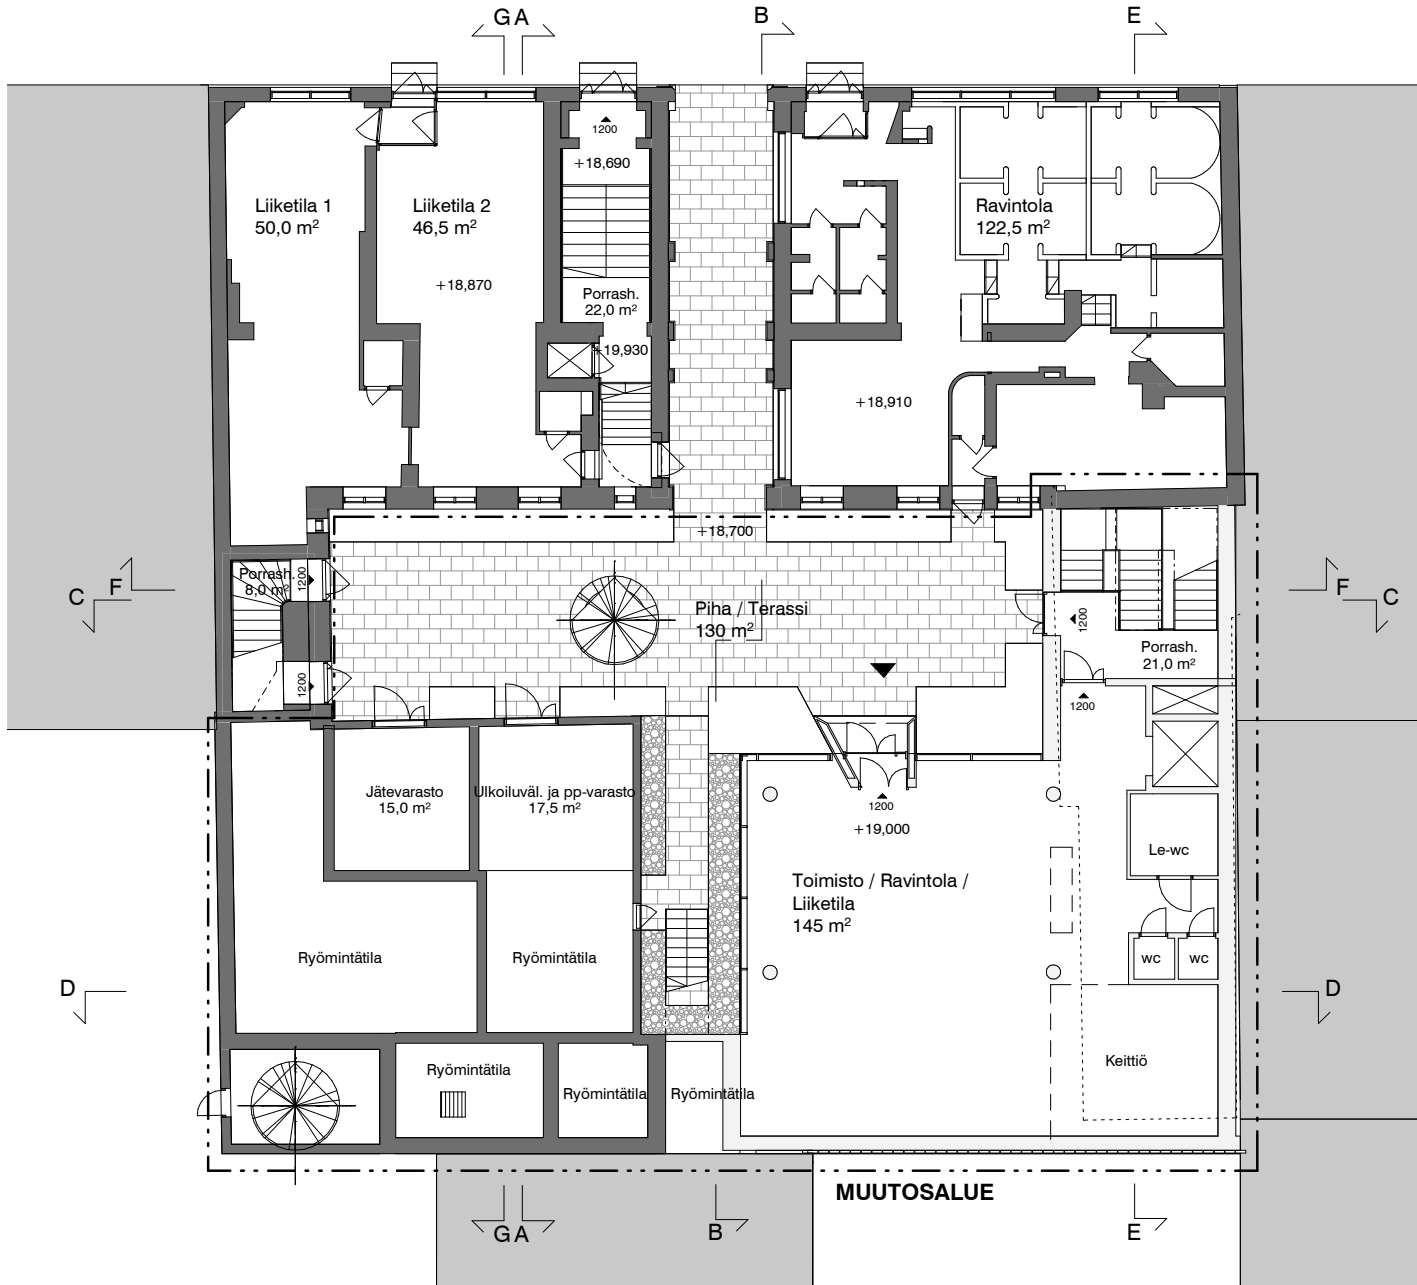 G A
B
E
1200
+18,690
Liiketila 1
50,0 m²
Liiketila 2
46,5 m²
Ravintola
122,5 m²
+18,870
Porrash.
22,0 m²
+19,930
+18,910
+18,700
C
F
Porrash.
8,0 m²
1200
Piha / Terassi
130 m²
1200
F
C
Porrash.
21,0 m²
1200
1200
Jätevarasto
15,0 m²
Ulkoiluväl. ja pp-varasto
17,5 m²
1200
+19,000
Le-wc
Toimisto / Ravintola /
Liiketila
145 m²
Ryömintätila
Ryömintätila
wc
wc
D
D
Ryömintätila
Ryömintätila
Ryömintätila
Keittiö
MUUTOSALUE
G A
B
E